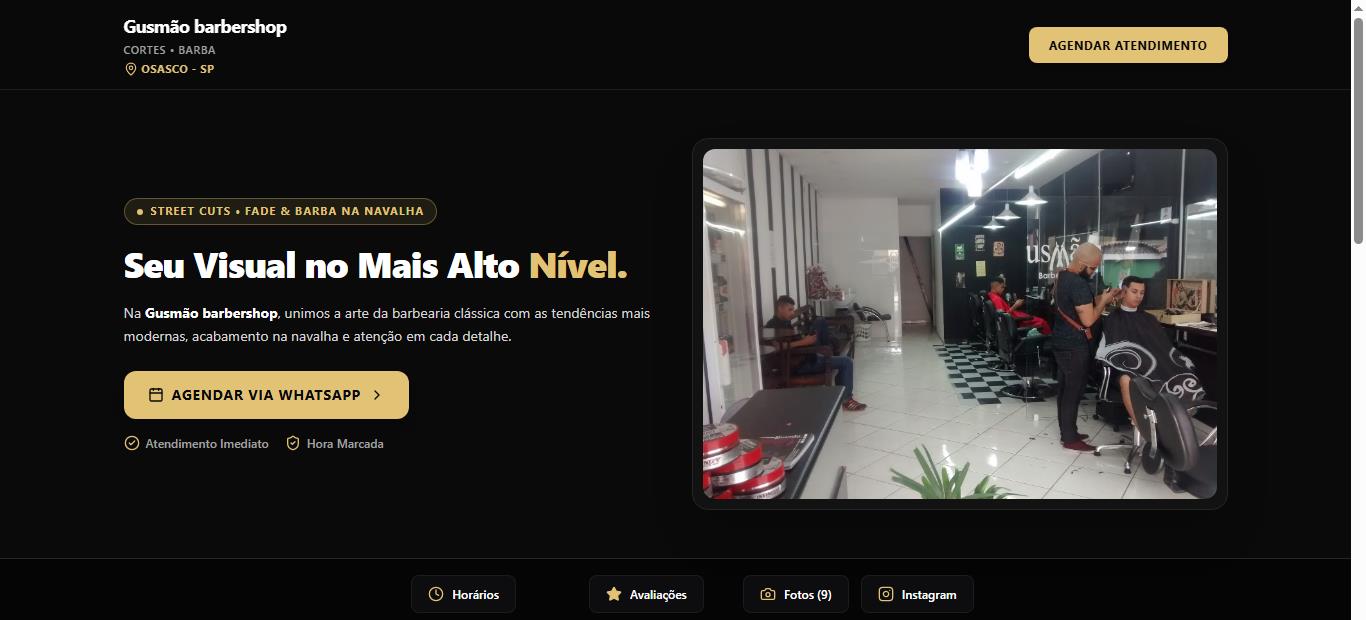 Gusmão barbershop
CORTES • BARBA
OSASCO - SP
AGENDAR ATENDIMENTO
STREET CUTS • FADE & BARBA NA NAVALHA
Seu Visual no Mais Alto Nível.
Na Gusmão barbershop, unimos a arte da barbearia clássica com as tendências mais
modernas, acabamento na navalha e atenção em cada detalhe.
AGENDAR VIA WHATSAPP
Atendimento Imediato
Hora Marcada
Horários
Avaliações
Fotos (9)
Instagram